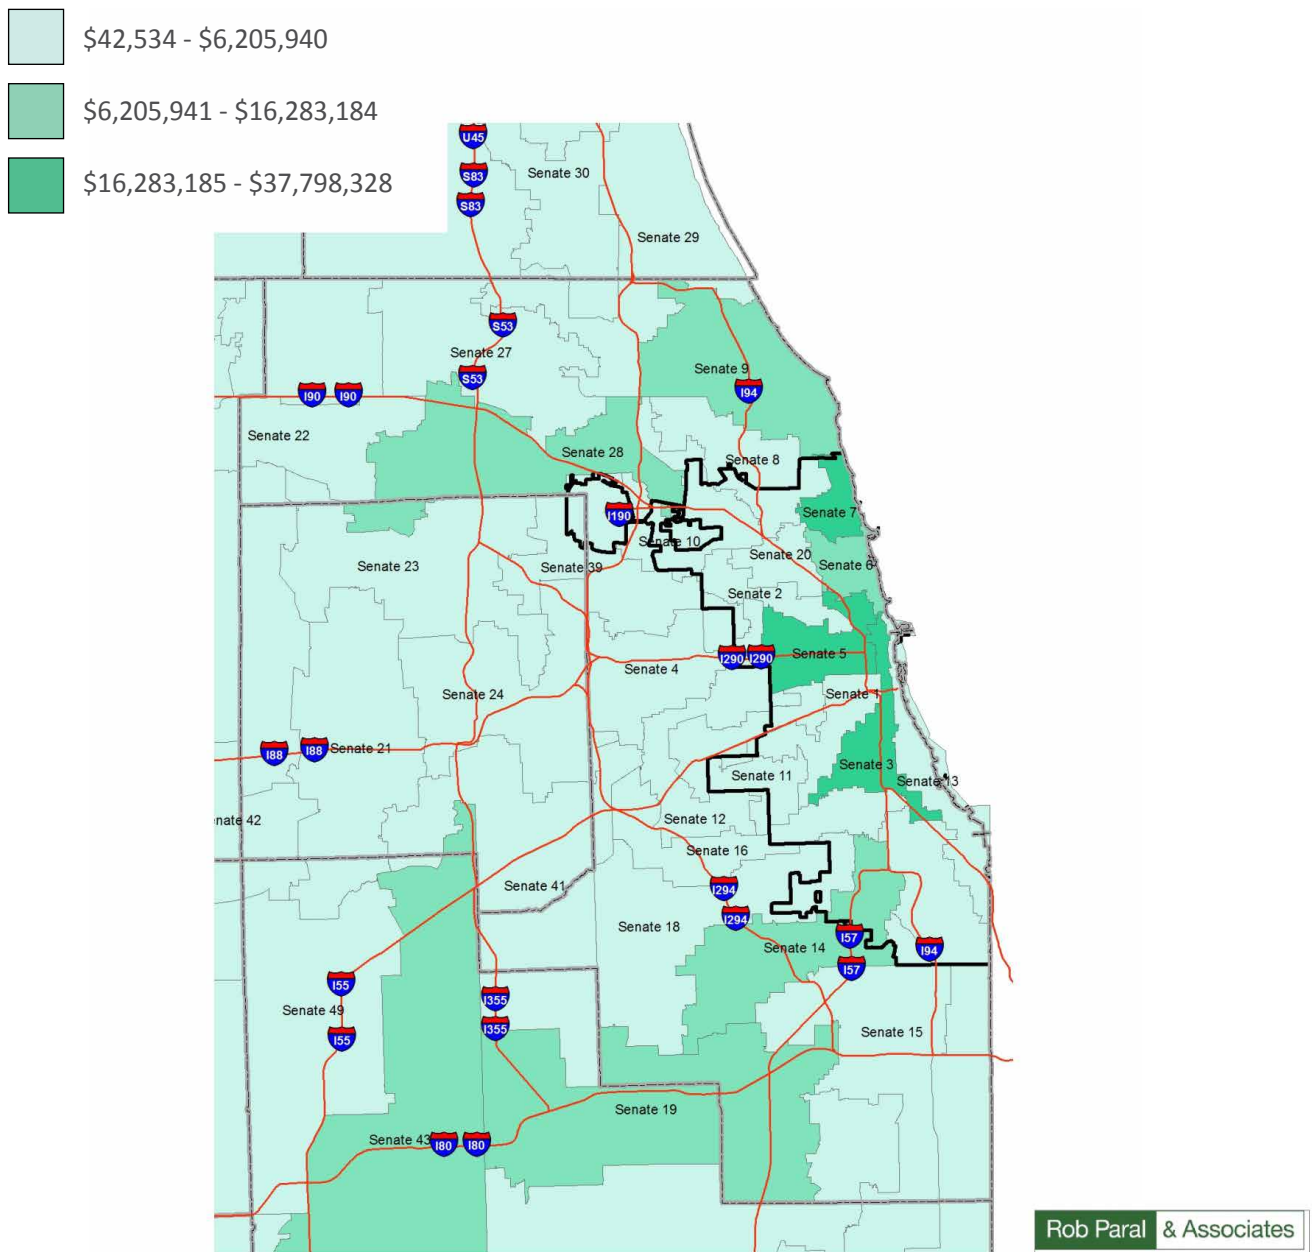 $42,534 - $6,205,940
$6,205,941 - $16,283,184
$16,283,185 - $37,798,328
U45
S83
Senate 30
S83
Senate 29
S53
Senate 27
Senate 9
S53
I90 I90
I94
Senate 22
Senate 28
Senate 8
I190
Senate 7
Senate 10
Senate 20
Senate 23
Senate 39
Senate 6
Senate 2
I290 I290
Senate 5
Senate 4
Senate 24
Senate 1
I88 I88 Senate 21
Senate 3
Senate 11
Senate 13
nate 42
Senate 12
Senate 16
Senate 41
I294
I294
Senate 18
I57
Senate 14
I94
I57
I55
I355
Senate 49
I355
I55
Senate 15
Senate 19
Senate 43 I80 I80
Rob Paral & Associates